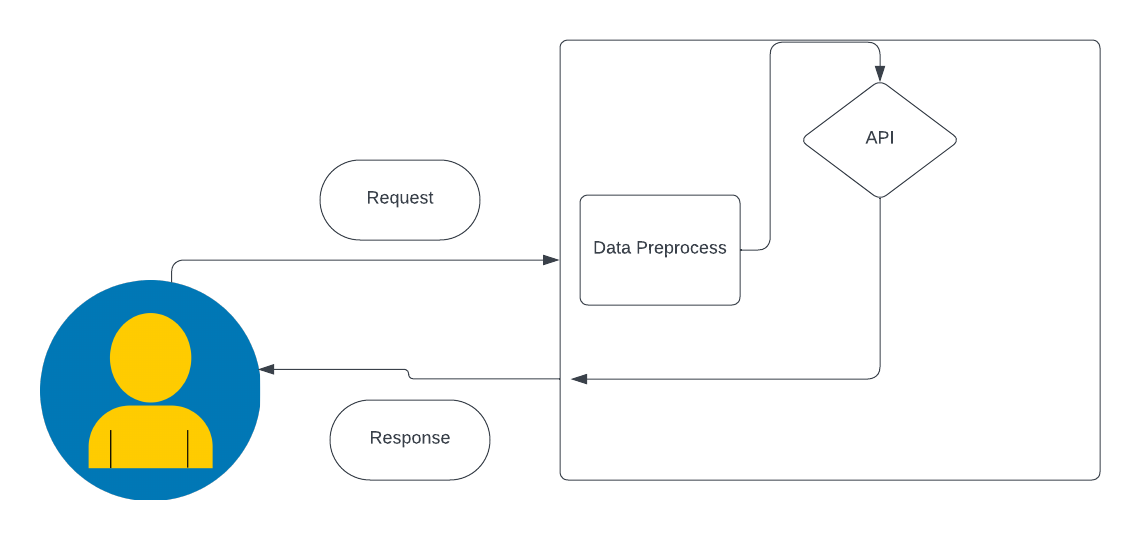 API
Request
Data Preprocess
Response